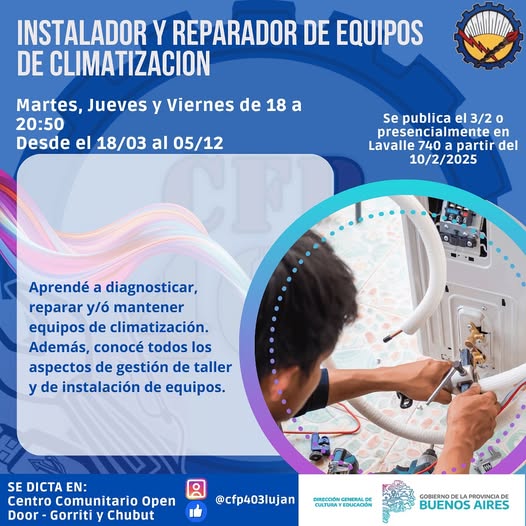 INSTALADOR Y REPARADOR DE EQUIPOS
DE CLIMATIZACION
Martes, Jueves y Viernes de 18 a
20:50
Desde el 18/03 al 05/12
Se publica el 3/2 o
presencialmente en
Lavalle 740 a partir del
10/2/2025
CFP
Aprendé a diagnosticar,
reparar y/ó mantener
equipos de climatización.
Además, conocé todos los
aspectos de gestión de taller
y de instalación de equipos.
SE DICTA EN:
Centro Comunitario Open
Door - Gorriti y Chubut
@cfp403lujan
DIRECCIÓN GENERAL DE
CULTURA Y EDUCACIÓN
GOBIERNO DE LA PROVINCIA DE
BUENOS AIRES